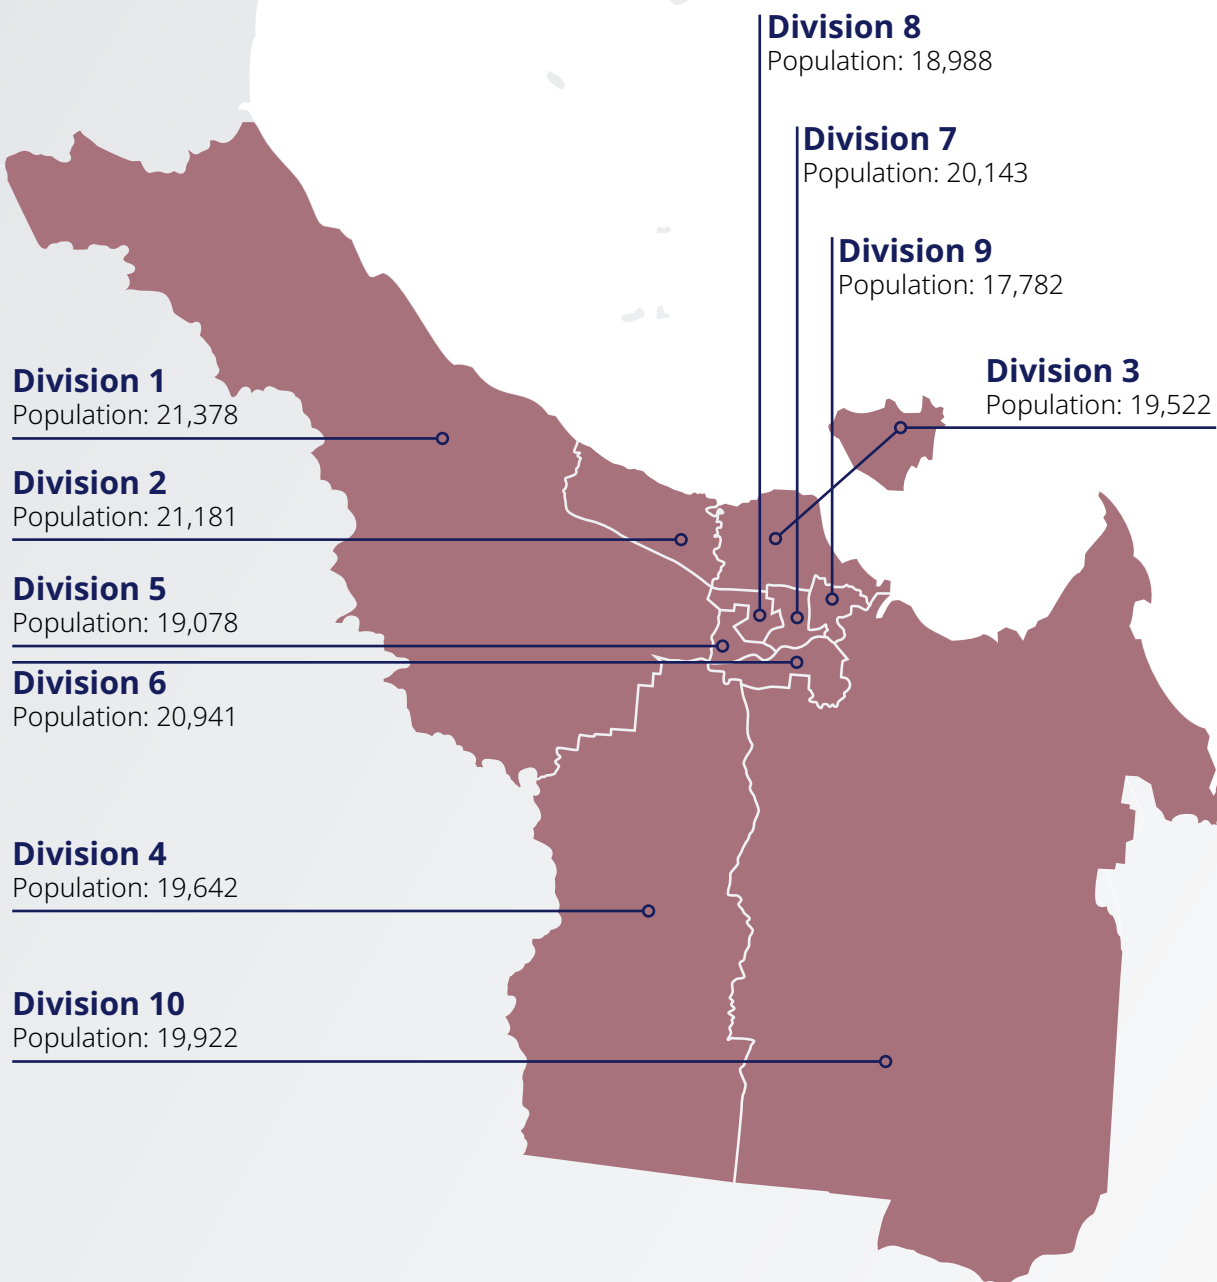 Division 8
Population: 18,988
Division 7
Population: 20,143
Division 9
Population: 17,782
Division 3
Population: 19,522
Division 1
Population: 21,378
Division 2
Population: 21,181
Division 5
Population: 19,078
Division 6
Population: 20,941
Division 4
Population: 19,642
Division 10
Population: 19,922